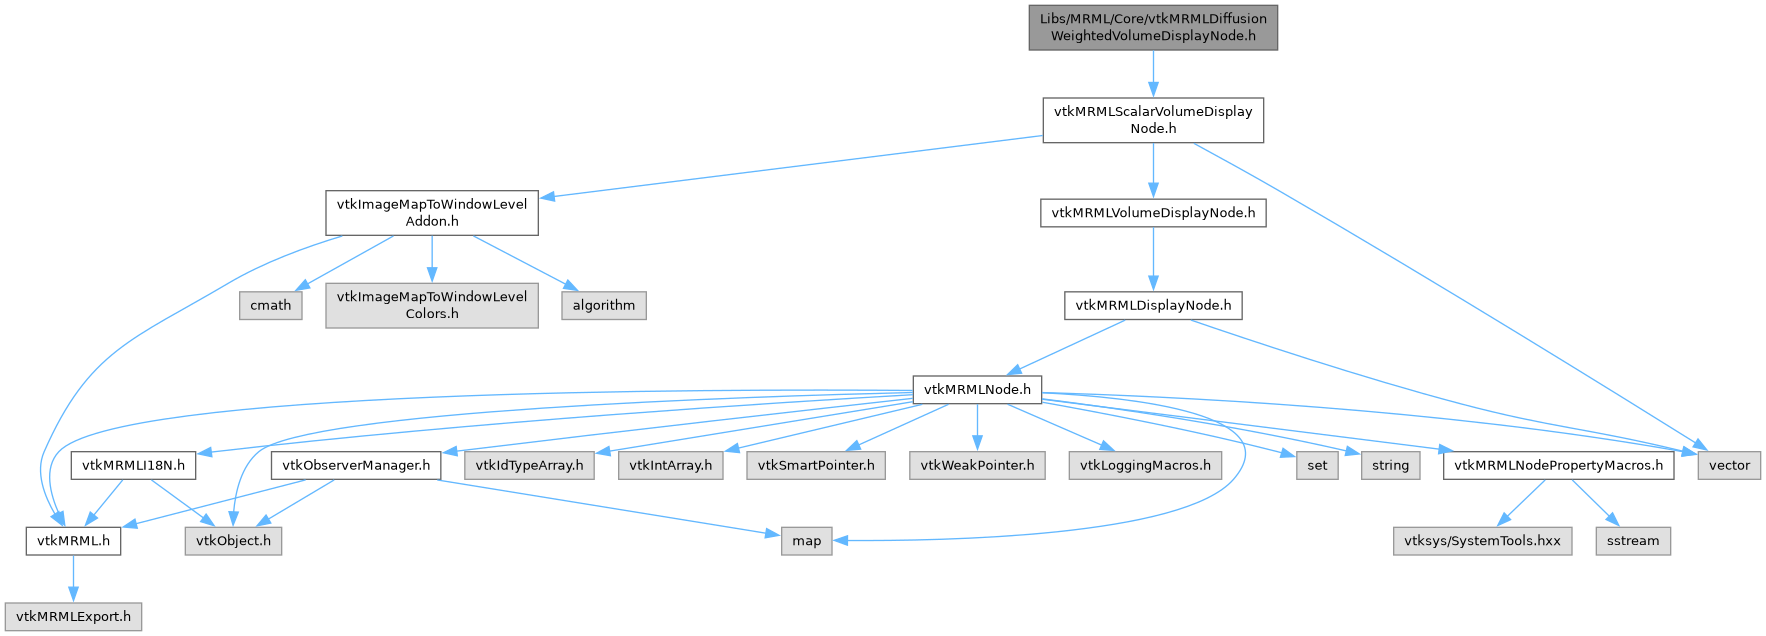 Libs/MRML/Core/vtkMRMLDiffusion
WeightedVolumeDisplayNode.h
vtkMRMLScalarVolumeDisplay
Node.h
vtkImageMapToWindowLevel
Addon.h
vtkMRMLVolumeDisplayNode.h
cmath
vtkImageMapToWindowLevel
Colors.h
algorithm
vtkMRMLDisplayNode.h
vtkMRMLNode.h
vtkMRMLI18N.h
vtkObserverManager.h
vtkIdTypeArray.h
vtkIntArray.h
vtkSmartPointer.h
vtkWeakPointer.h
vtkLoggingMacros.h
set
string
vtkMRMLNodePropertyMacros.h
vector
vtkMRML.h
vtkObject.h
map
vtksys/SystemTools.hxx
sstream
vtkMRMLExport.h